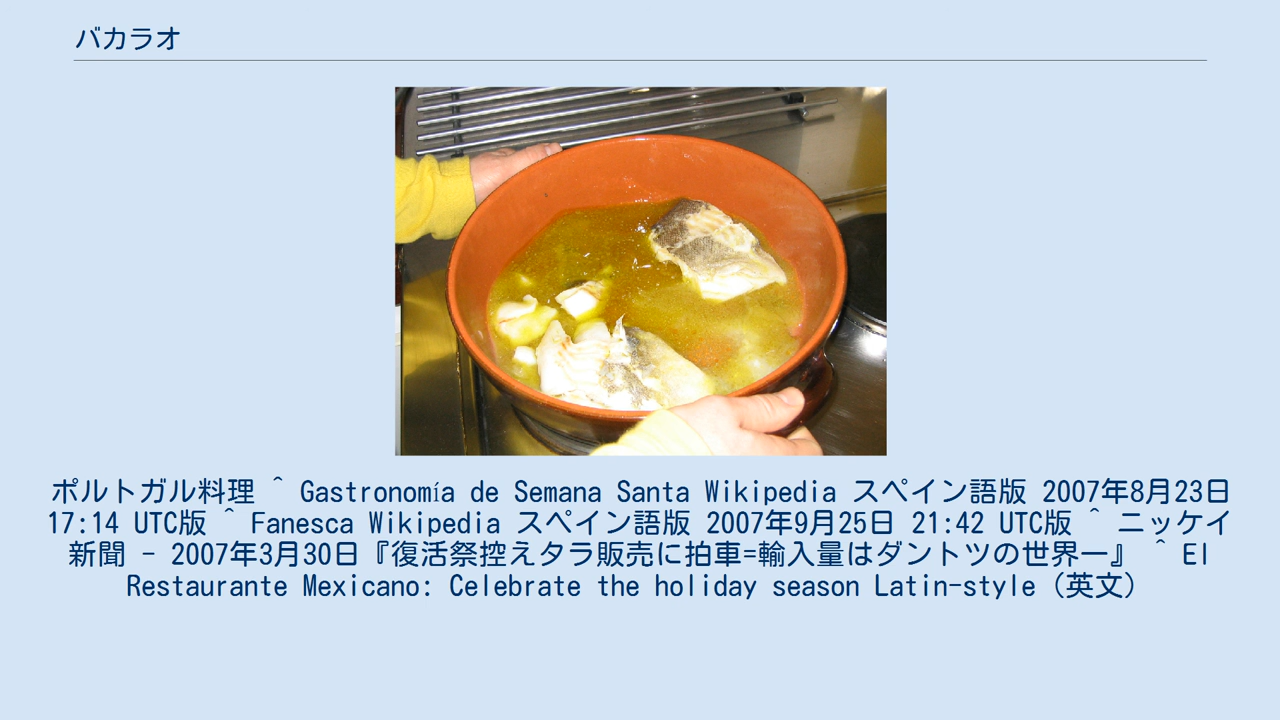 バカラオ
ポルトガル料理 ^ Gastronomía de Semana Santa Wikipedia スペイン語版 2007年8月23日
17:14 UTC版 ^ Fanesca Wikipedia スペイン語版 2007年9月25日 21:42 UTC版 ^ ニッケイ
新聞 - 2007年3月30日『復活祭控えタラ販売に拍車=輸入量はダントツの世界一』 ^ El
Restaurante Mexicano: Celebrate the holiday season Latin-style（英文）